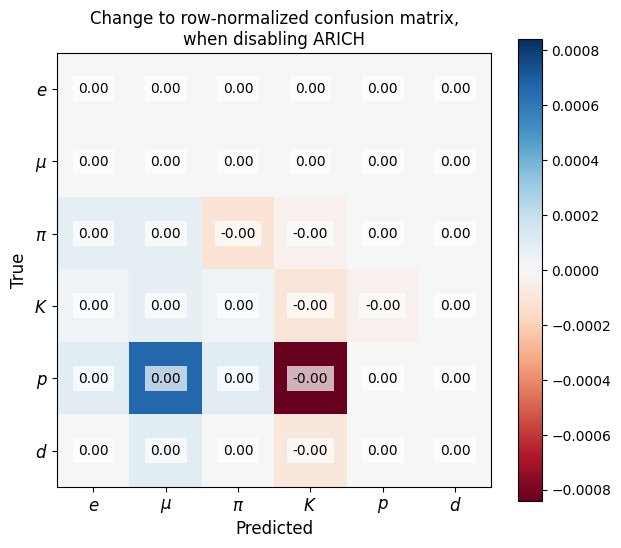 Change to row-normalized confusion matrix,
when disabling ARICH
e 0.00 0.00 0.00 0.00 0.00 0.00
μ 0.00 0.00 0.00 0.00 0.00 0.00
π 0.00 0.00 -0.00 -0.00 0.00 0.00
K 0.00 0.00 0.00 -0.00 -0.00 0.00
p 0.00 0.00 0.00 -0.00 0.00 0.00
d 0.00 0.00 0.00 -0.00 0.00 0.00
e μ π K p d
Predicted
True
0.0008
0.0006
0.0004
0.0002
0.0000
−0.0002
−0.0004
−0.0006
−0.0008